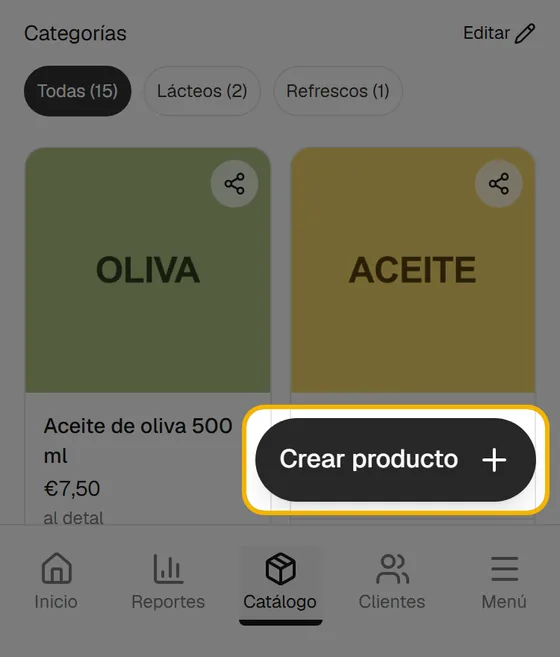 Categorías
Editar
Todas (15)
Lácteos (2)
Refrescos (1)
OLIVA
ACEITE
Aceite de oliva 500
ml
€7,50
al detal
Crear producto
Inicio
Reportes
Catálogo
Clientes
Menú